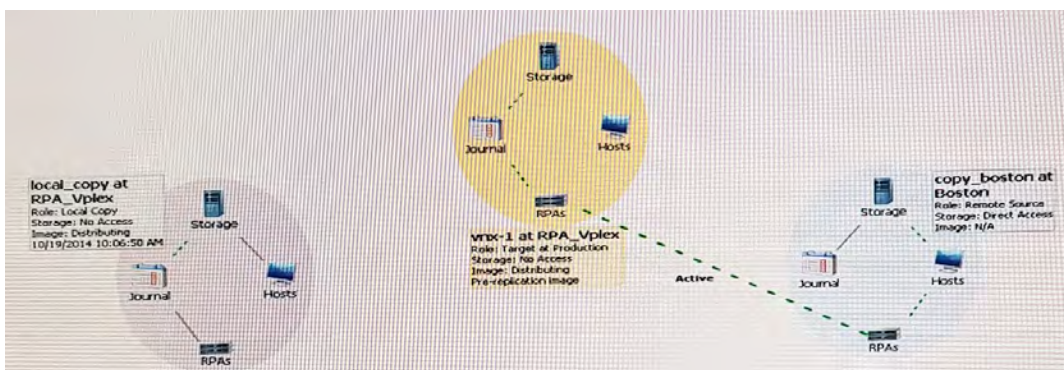 local_copy at
RPA_Vplex
Role: Local Copy
Storage: No Access
Image: Distributing
10/19/2014 10:06:50 AM
Storage
Journal
Hosts
RPAs
Storage
Journal
Hosts
RPAs
vnx-1 at RPA_Vplex
Role: Target at Production
Storage: No Access
Image: Distributing
Pre-replication image
Active
copy_boston at
Boston
Role: Remote Source
Storage: Direct Access
Image: N/A
Storage
Journal
Hosts
RPAs